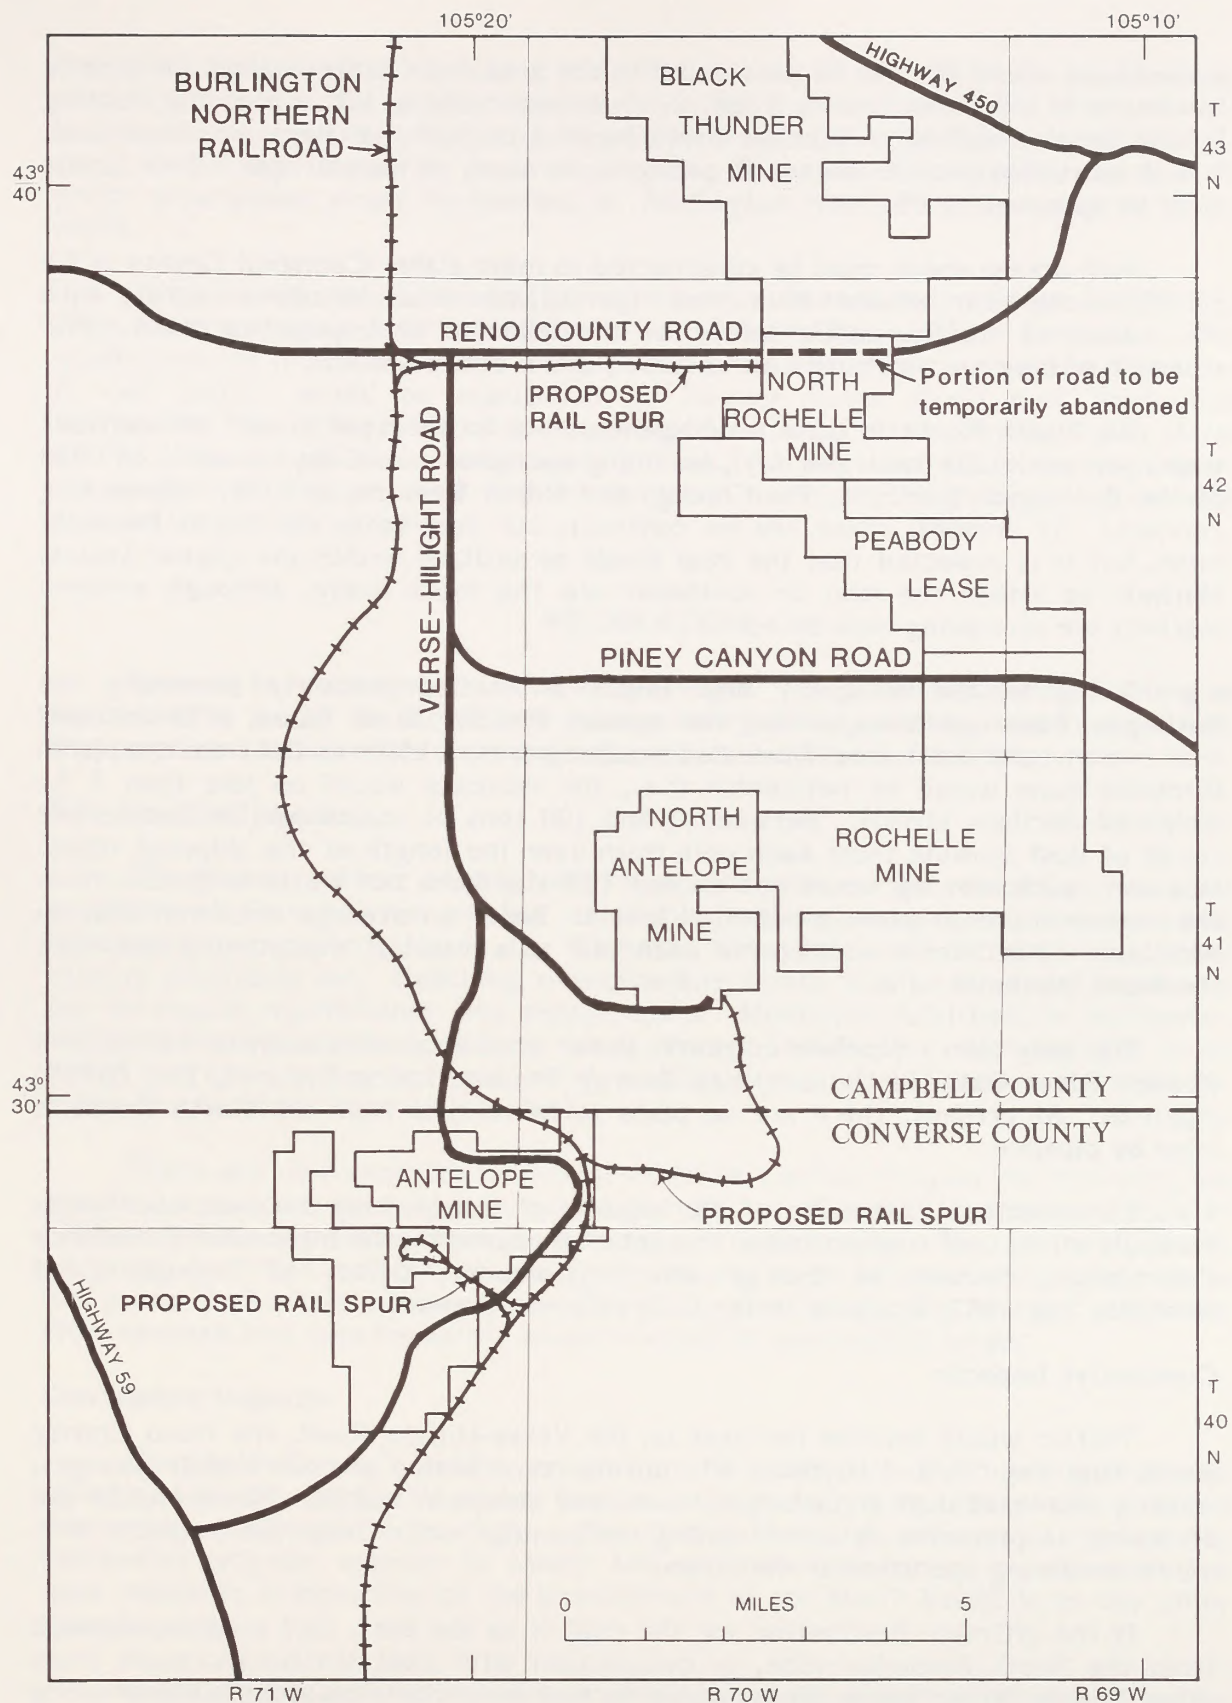 105°20'
105°10'
BURLINGTON
NORTHERN
RAILROAD
BLACK
THUNDER
MINE
HIGHWAY 450
T
43
N
43°
40'
RENO COUNTY ROAD
PROPOSED
RAIL SPUR
NORTH
ROCHELLE
MINE
Portion of road to be
temporarily abandoned
VERSE-HILIGHT ROAD
T
42
N
PEABODY
LEASE
PINEY CANYON ROAD
NORTH
ANTELOPE
MINE
ROCHELLE
MINE
T
41
N
43°
30'
CAMPBELL COUNTY
CONVERSE COUNTY
ANTELOPE
MINE
PROPOSED RAIL SPUR
PROPOSED RAIL SPUR
HIGHWAY 59
T
40
N
0 MILES 5
R 71 W
R 70 W
R 69 W